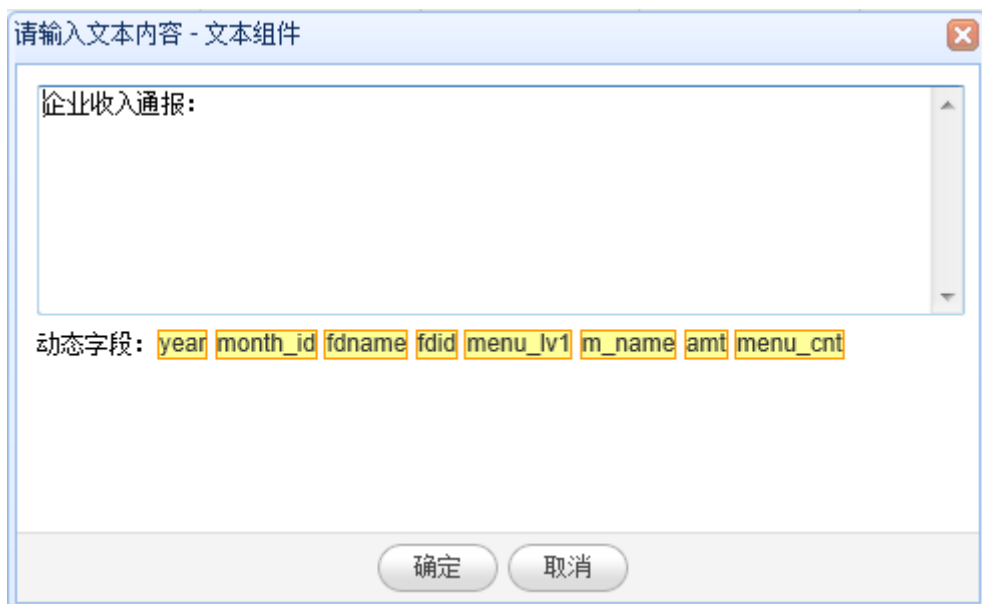 请输入文本内容 - 文本组件
企业收入通报：
动态字段： year month_id fdname fdid menu_lv1 m_name amt menu_cnt
确定 取消